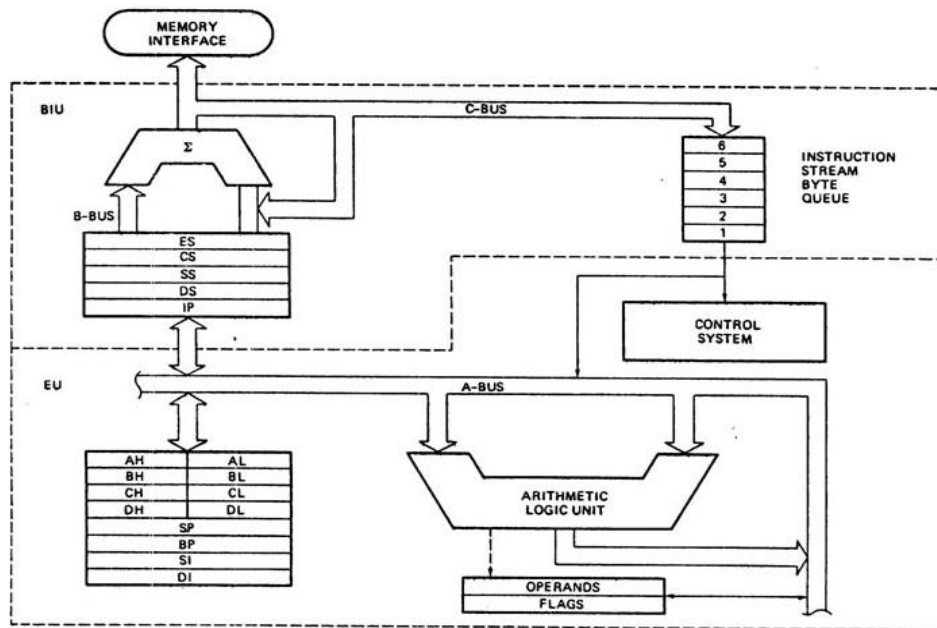 MEMORY
INTERFACE
BIU
C-BUS
Σ
B-BUS
6
5
4
3
2
1
INSTRUCTION
STREAM
BYTE
QUEUE
ES
CS
SS
DS
IP
CONTROL
SYSTEM
EU
A-BUS
AH AL
BH BL
CH CL
DH DL
SP
BP
SI
DI
ARITHMETIC
LOGIC UNIT
OPERANDS
FLAGS